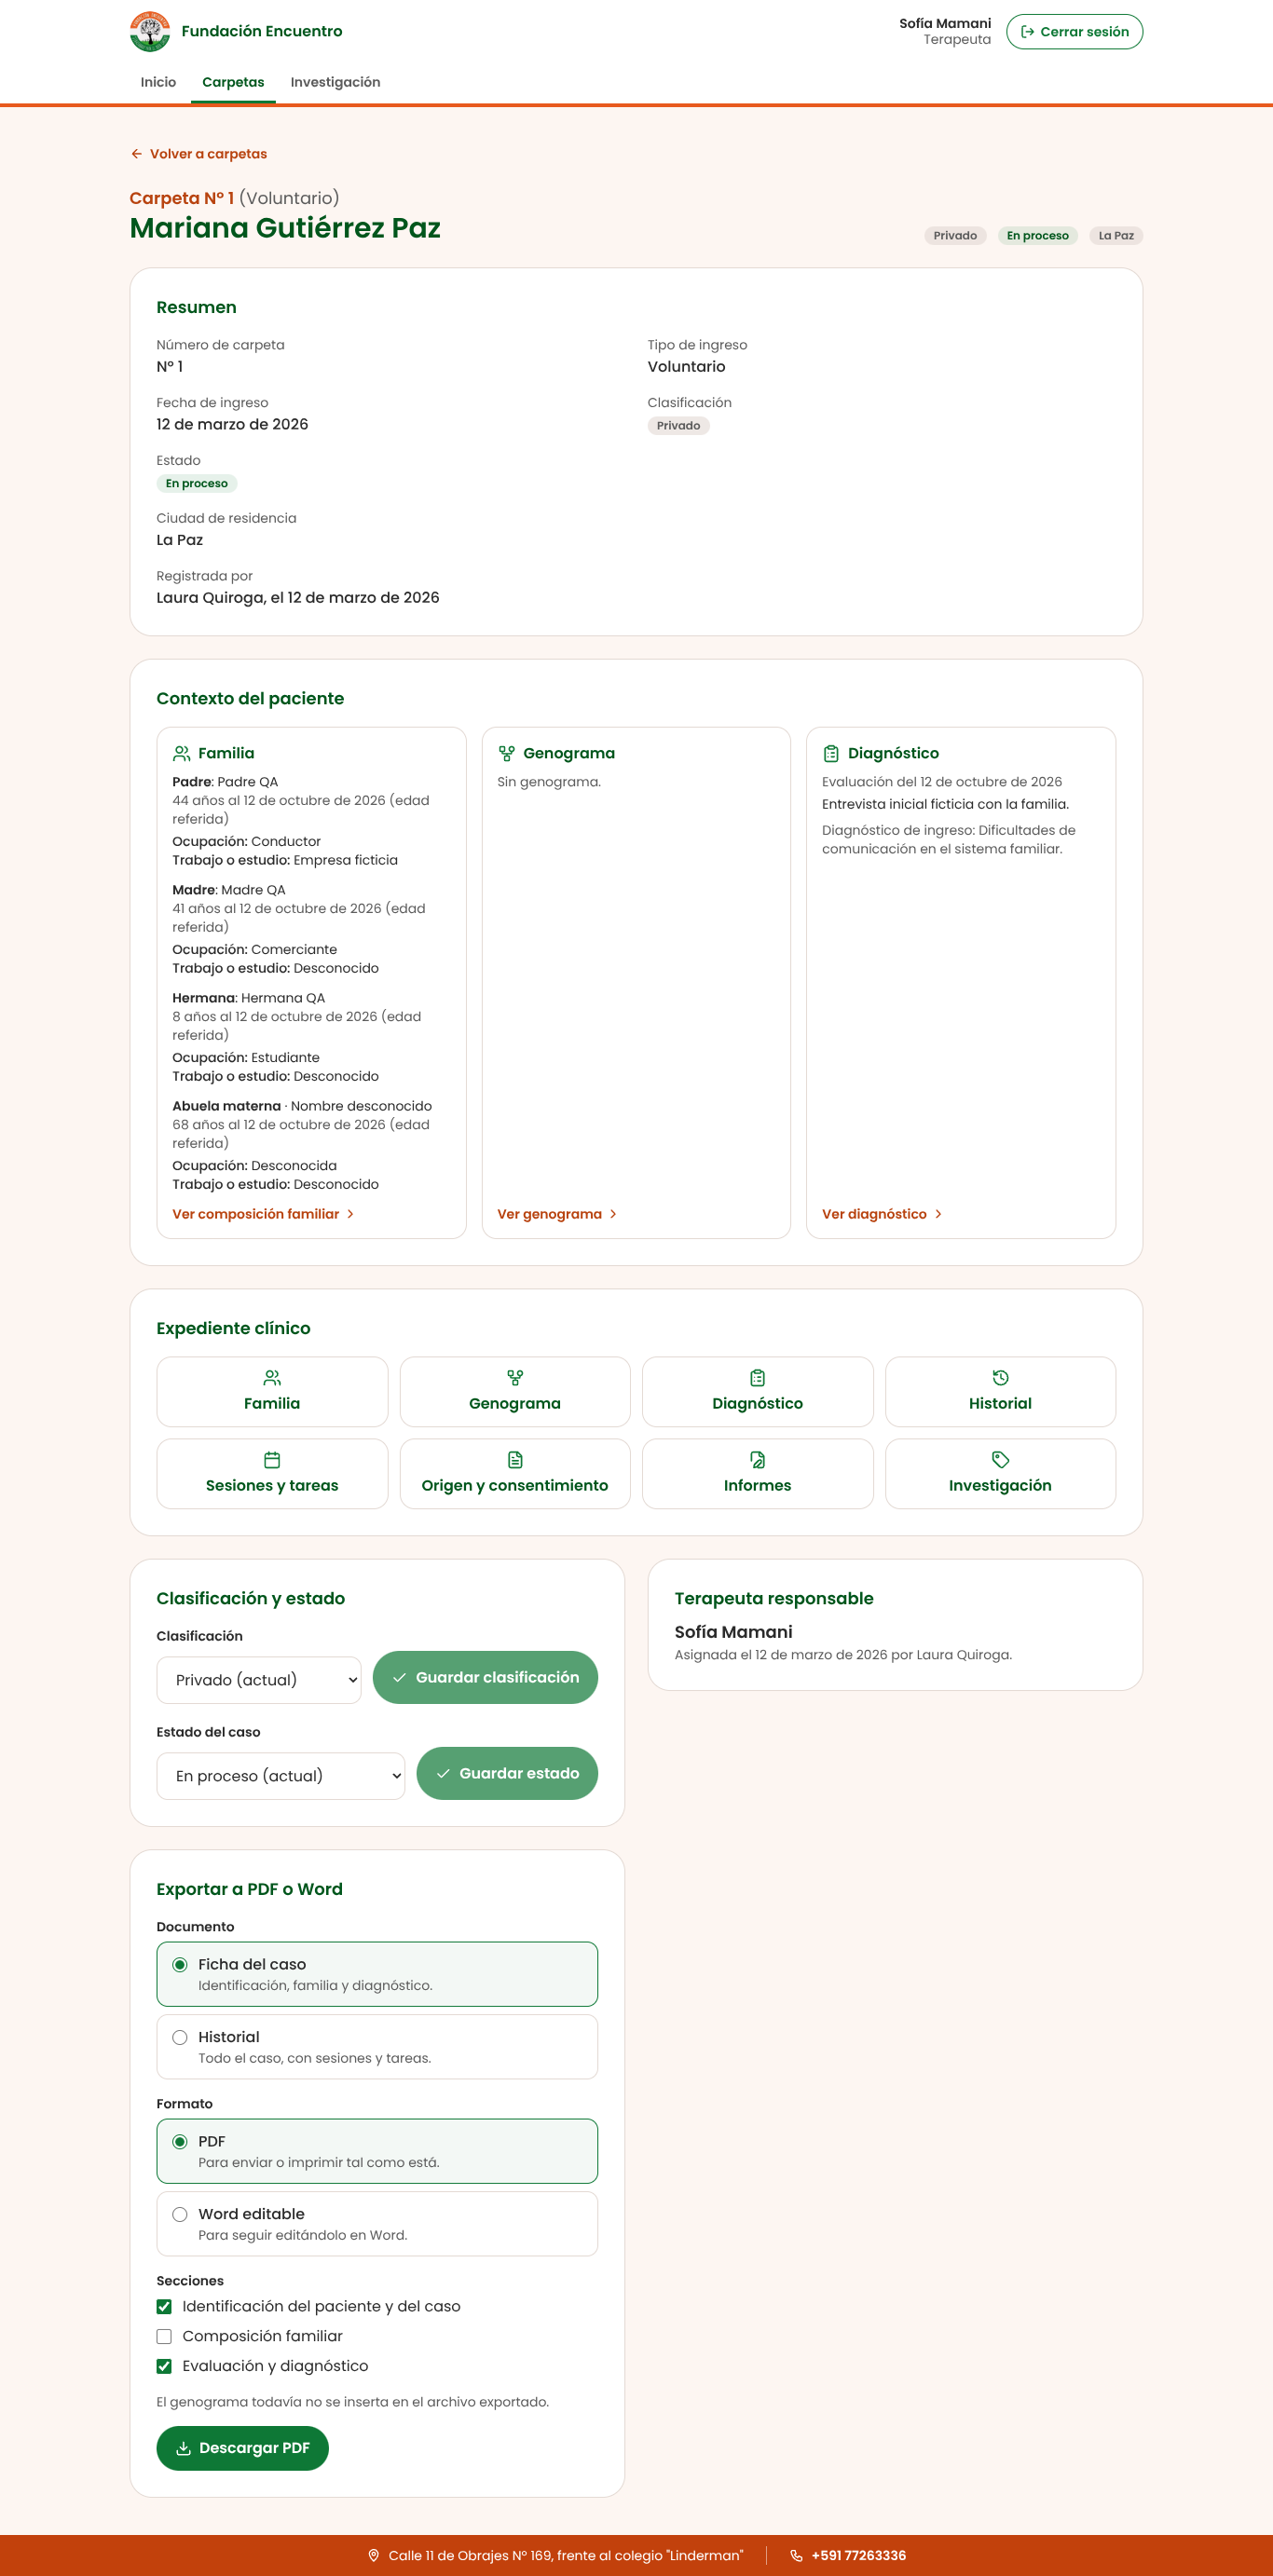 Fundación Encuentro
Sofía Mamani
Terapeuta
Cerrar sesión
Inicio
Carpetas
Investigación
Volver a carpetas
Carpeta Nº 1 (Voluntario)
Mariana Gutiérrez Paz
Privado
En proceso
La Paz
Resumen
Número de carpeta
Nº 1
Tipo de ingreso
Voluntario
Fecha de ingreso
12 de marzo de 2026
Clasificación
Privado
Estado
En proceso
Ciudad de residencia
La Paz
Registrada por
Laura Quiroga, el 12 de marzo de 2026
Contexto del paciente
Familia
Padre: Padre QA
44 años al 12 de octubre de 2026 (edad
referida)
Ocupación: Conductor
Trabajo o estudio: Empresa ficticia
Madre: Madre QA
41 años al 12 de octubre de 2026 (edad
referida)
Ocupación: Comerciante
Trabajo o estudio: Desconocido
Hermana: Hermana QA
8 años al 12 de octubre de 2026 (edad
referida)
Ocupación: Estudiante
Trabajo o estudio: Desconocido
Abuela materna · Nombre desconocido
68 años al 12 de octubre de 2026 (edad
referida)
Ocupación: Desconocida
Trabajo o estudio: Desconocido
Ver composición familiar
Genograma
Sin genograma.
Ver genograma
Diagnóstico
Evaluación del 12 de octubre de 2026
Entrevista inicial ficticia con la familia.
Diagnóstico de ingreso: Dificultades de
comunicación en el sistema familiar.
Ver diagnóstico
Expediente clínico
Familia
Genograma
Diagnóstico
Historial
Sesiones y tareas
Origen y consentimiento
Informes
Investigación
Clasificación y estado
Clasificación
Privado (actual)
Guardar clasificación
Estado del caso
En proceso (actual)
Guardar estado
Terapeuta responsable
Sofía Mamani
Asignada el 12 de marzo de 2026 por Laura Quiroga.
Exportar a PDF o Word
Documento
Ficha del caso
Identificación, familia y diagnóstico.
Historial
Todo el caso, con sesiones y tareas.
Formato
PDF
Para enviar o imprimir tal como está.
Word editable
Para seguir editándolo en Word.
Secciones
Identificación del paciente y del caso
Composición familiar
Evaluación y diagnóstico
El genograma todavía no se inserta en el archivo exportado.
Descargar PDF
Calle 11 de Obrajes Nº 169, frente al colegio "Linderman"
+591 77263336